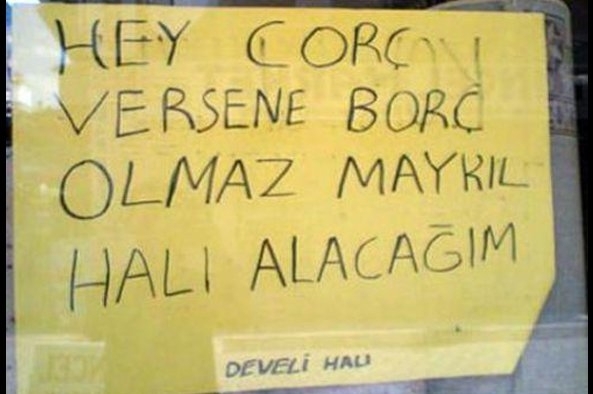 HEY CORÇ
VERSENE BORÇ
OLMAZ MAYKIL
HALI ALACAĞIM
DEVELİ HALI